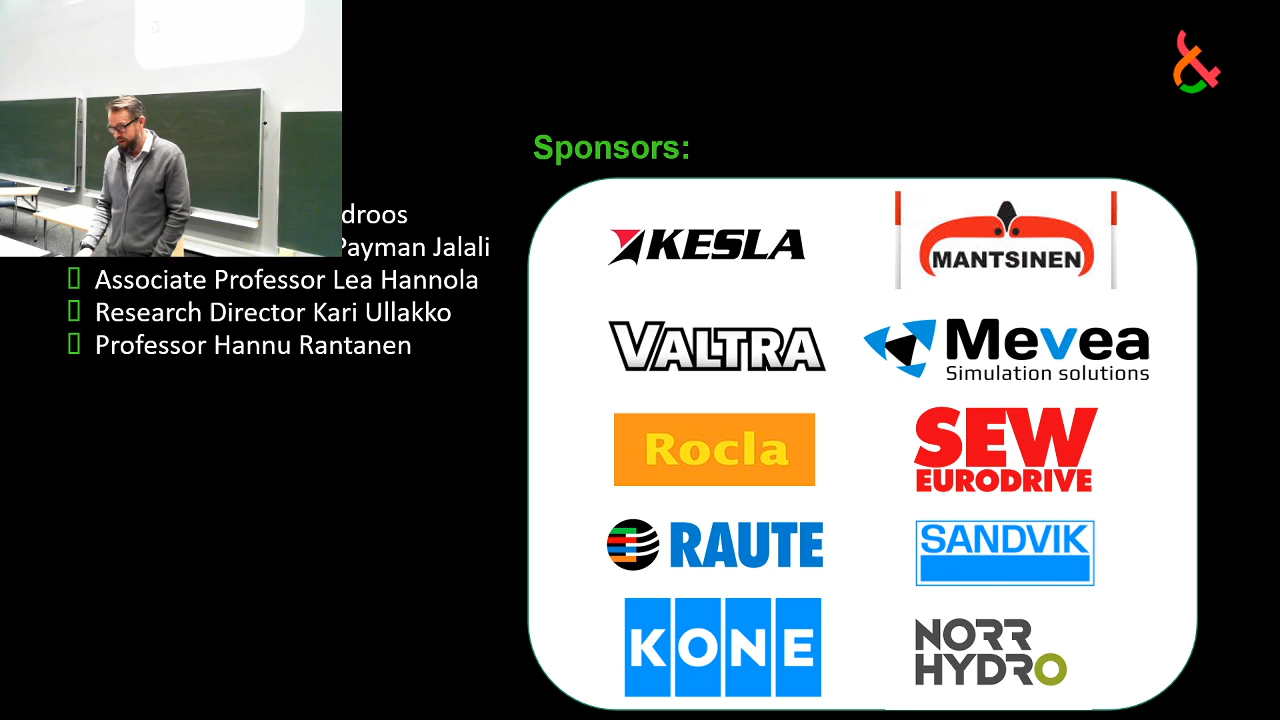 Sponsors:
droos
Payman Jalali
Associate Professor Lea Hannola
Research Director Kari Ullakko
Professor Hannu Rantanen
KESLA
MANTSINEN
VALTRA
Mevea
Simulation solutions
Rocla
SEW
EURODRIVE
RAUTE
SANDVIK
KONE
NORR
HYDRO